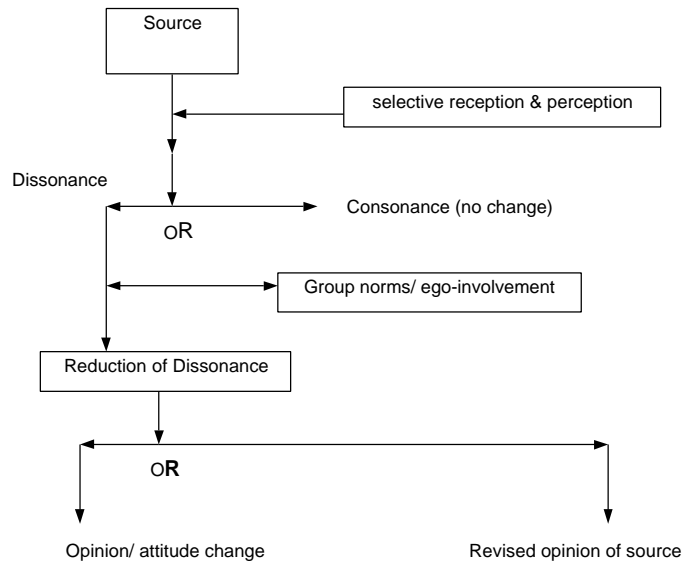 Source
selective reception & perception
Dissonance
Consonance (no change)
OR
Group norms/ ego-involvement
Reduction of Dissonance
OR
Opinion/ attitude change
Revised opinion of source